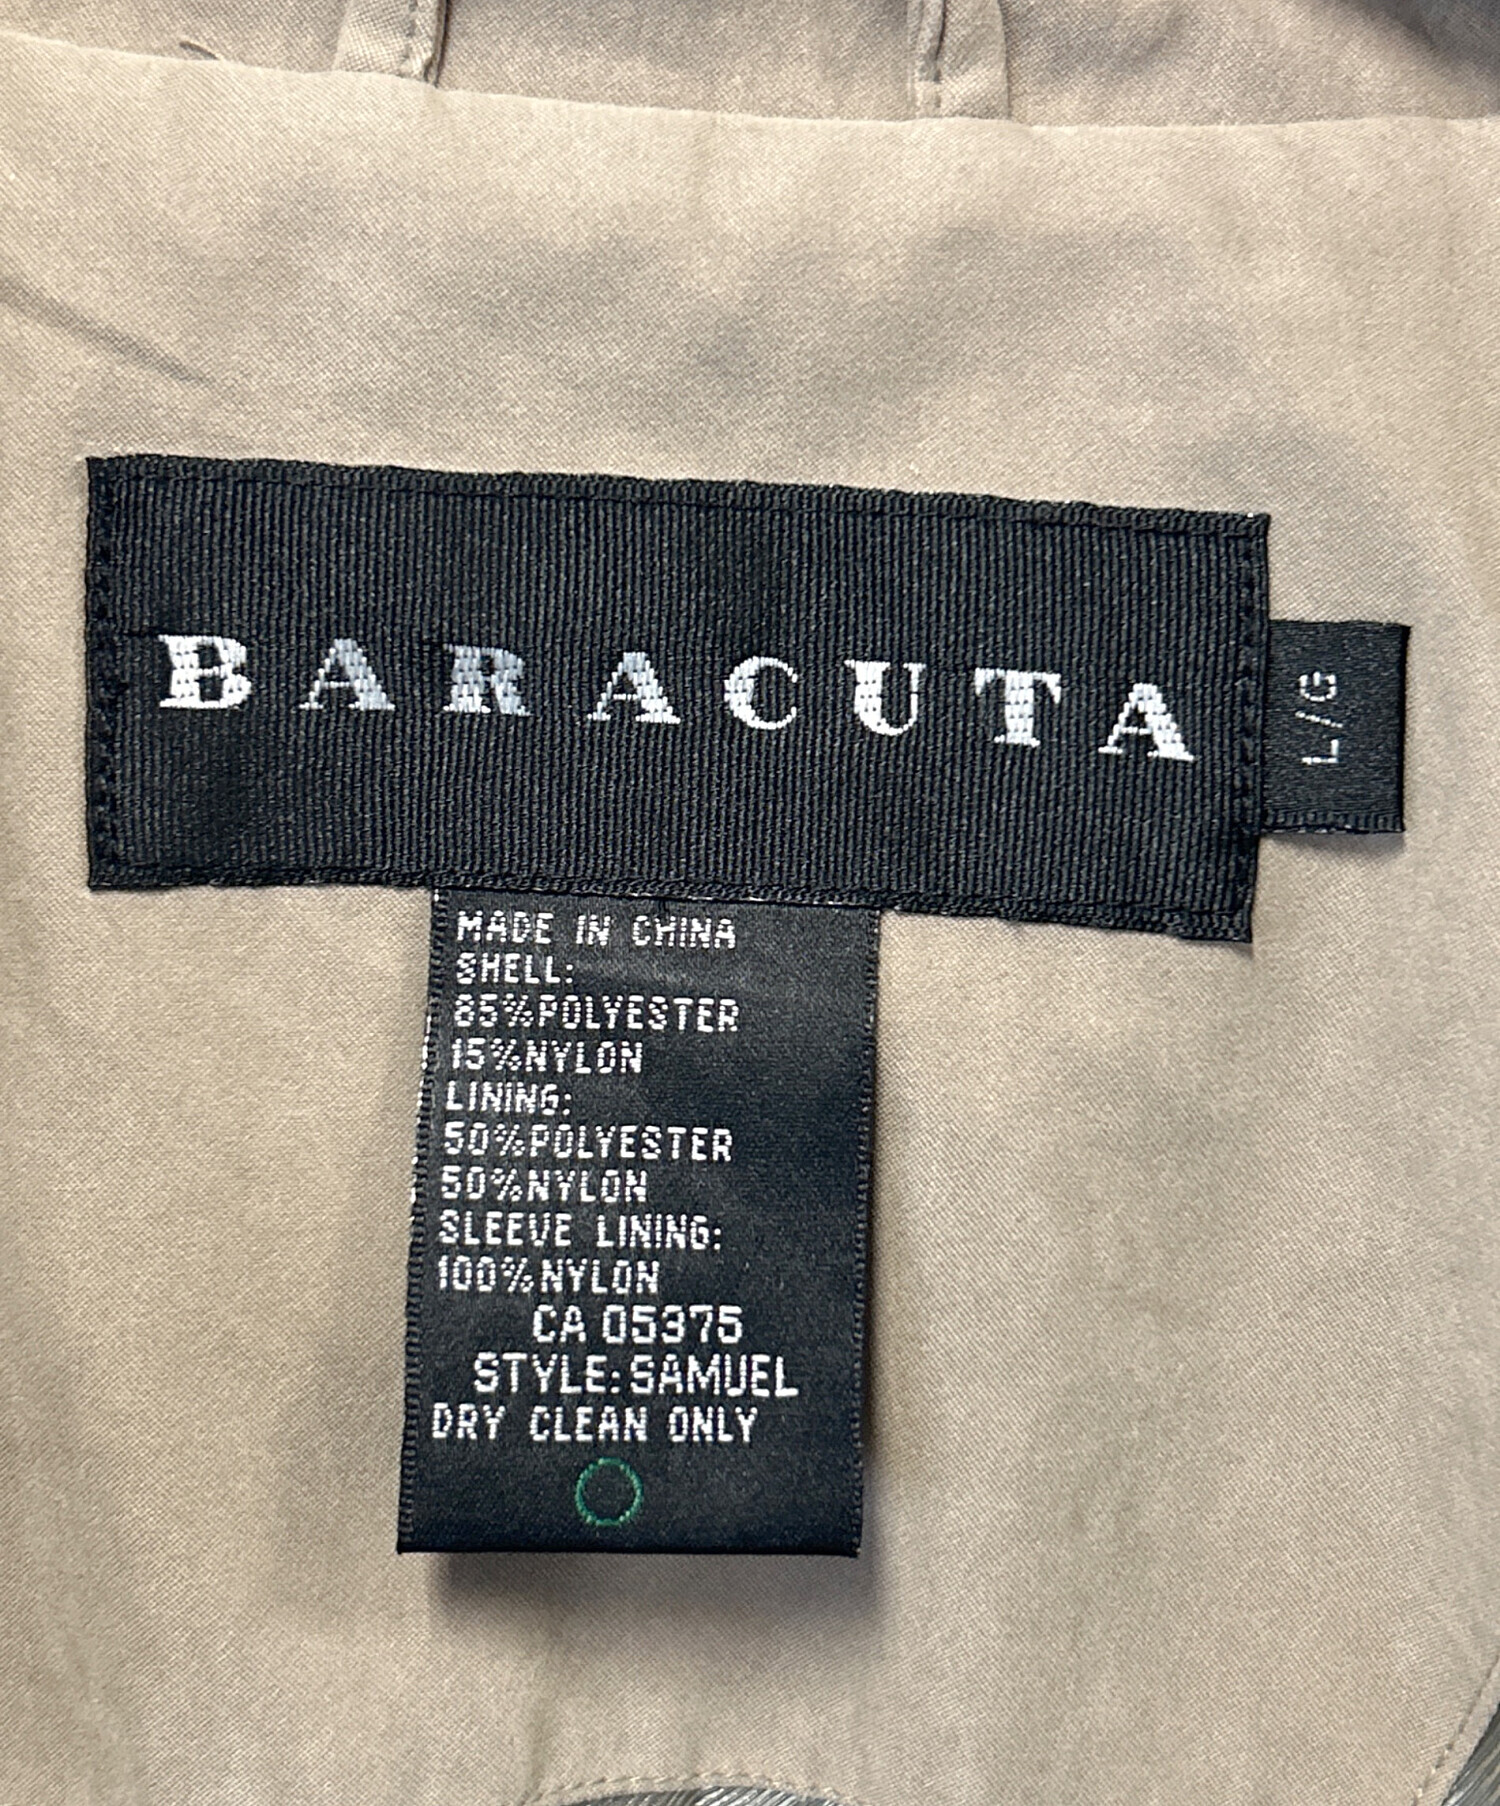 BARACUTA
L/G
MADE IN CHINA
SHELL:
85%POLYESTER
15%NYLON
LINING:
50%POLYESTER
50%NYLON
SLEEVE LINING:
100%NYLON
CA 05375
STYLE:SAMUEL
DRY CLEAN ONLY